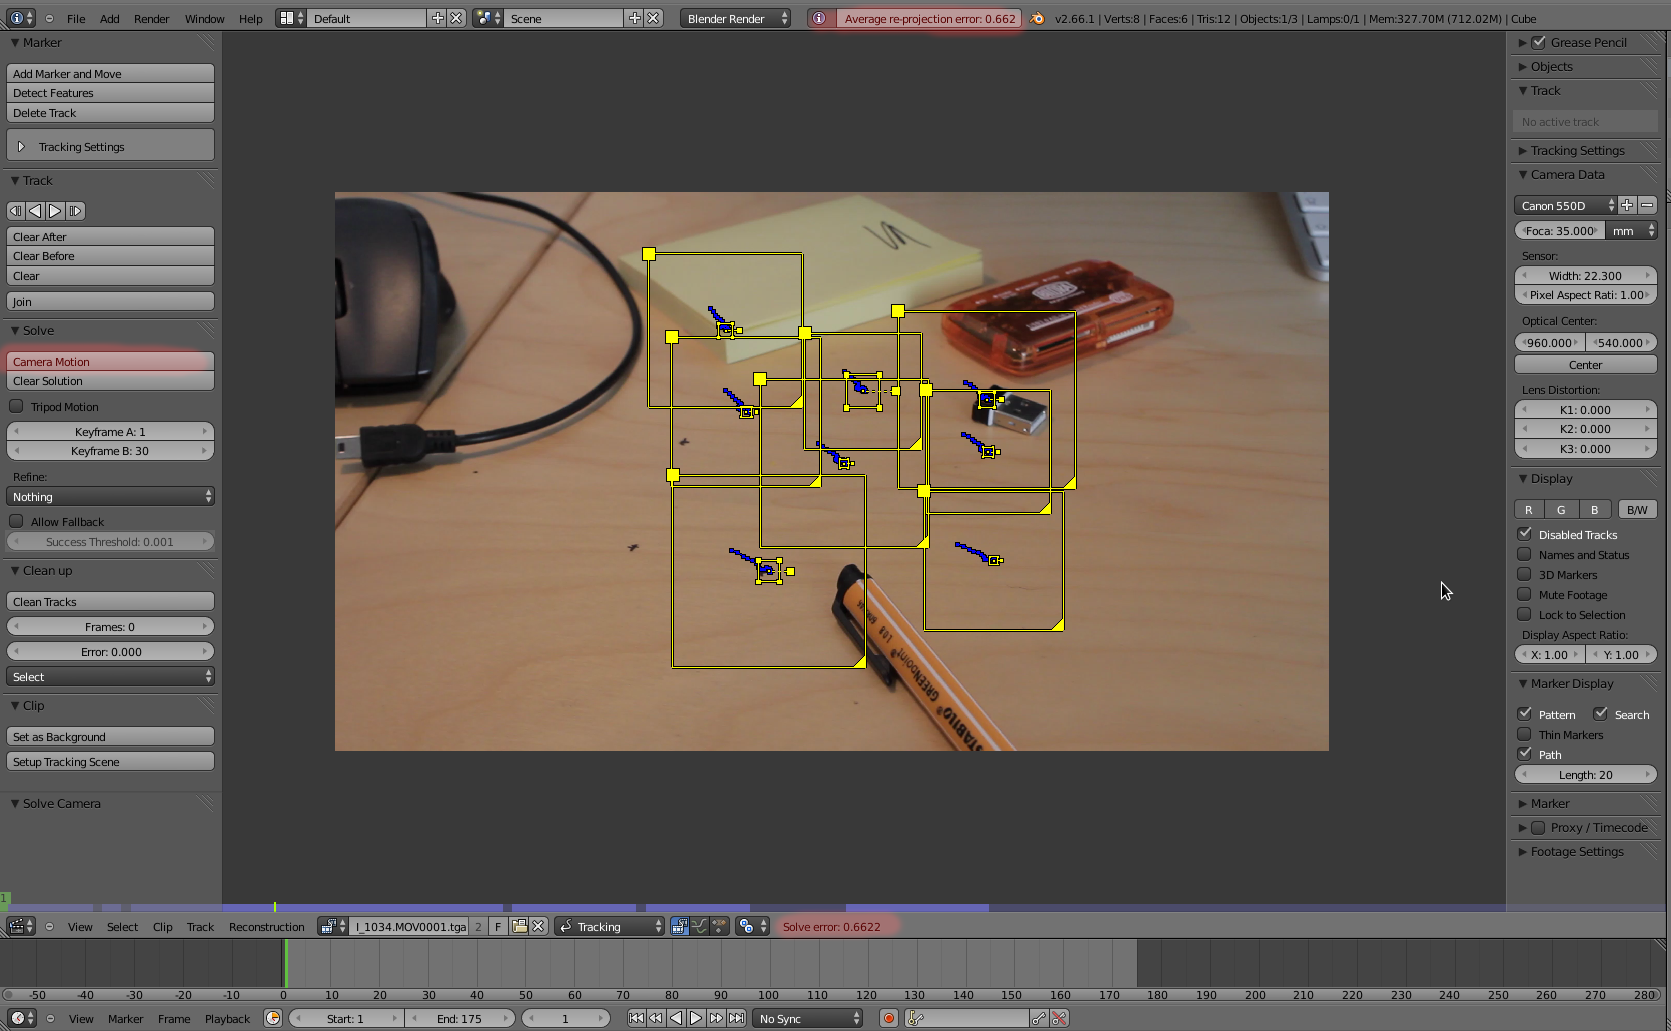 File Add Render Window Help Default Scene Blender Render Average re-projection error: 0.662 v2.66.1 | Verts:8 | Faces:6 | Tris:12 | Objects:1/3 | Lamps:0/1 | Mem:327.70M (712.02M) | Cube
Marker
Add Marker and Move
Detect Features
Delete Track
Tracking Settings
Track
Clear After
Clear Before
Clear
Join
Solve
Camera Motion
Clear Solution
Tripod Motion
Keyframe A: 1
Keyframe B: 30
Refine:
Nothing
Allow Fallback
Success Threshold: 0.001
Clean up
Clean Tracks
Frames: 0
Error: 0.000
Select
Clip
Set as Background
Setup Tracking Scene
Solve Camera
GREENpoint®
STABILO
Grease Pencil
Objects
Track
No active track
Tracking Settings
Camera Data
Canon 550D
Foca: 35.000 mm
Sensor:
Width: 22.300
Pixel Aspect Rati: 1.00
Optical Center:
960.000 540.000
Center
Lens Distortion:
K1: 0.000
K2: 0.000
K3: 0.000
Display
R G B B/W
Disabled Tracks
Names and Status
3D Markers
Mute Footage
Lock to Selection
Display Aspect Ratio:
X: 1.00 Y: 1.00
Marker Display
Pattern Search
Thin Markers
Path
Length: 20
Marker
Proxy / Timecode
Footage Settings
1
View Select Clip Track Reconstruction I_1034.MOV0001.tga 2 F Tracking Solve error: 0.6622
-50 -40 -30 -20 -10 0 10 20 30 40 50 60 70 80 90 100 110 120 130 140 150 160 170 180 190 200 210 220 230 240 250 260 270 280
View Marker Frame Playback Start: 1 End: 175 1 No Sync